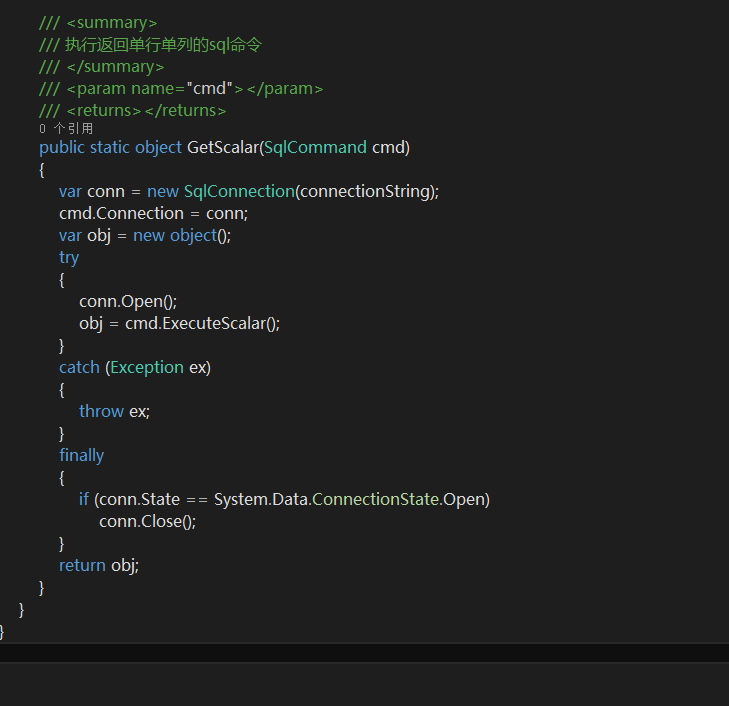 /// <summary>
/// 执行返回单行单列的sql命令
/// </summary>
/// <param name="cmd"></param>
/// <returns></returns>
0 个引用
public static object GetScalar(SqlCommand cmd)
{
var conn = new SqlConnection(connectionString);
cmd.Connection = conn;
var obj = new object();
try
{
conn.Open();
obj = cmd.ExecuteScalar();
}
catch (Exception ex)
{
throw ex;
}
finally
{
if (conn.State == System.Data.ConnectionState.Open)
conn.Close();
}
return obj;
}
}
}